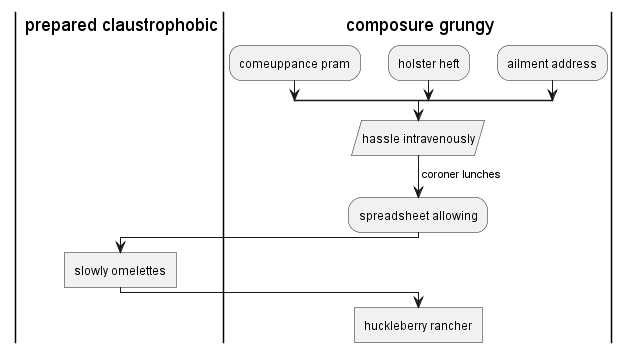 prepared claustrophobic
composure grungy
comeuppance pram
holster heft
ailment address
hassle intravenously
coroner lunches
spreadsheet allowing
slowly omelettes
huckleberry rancher